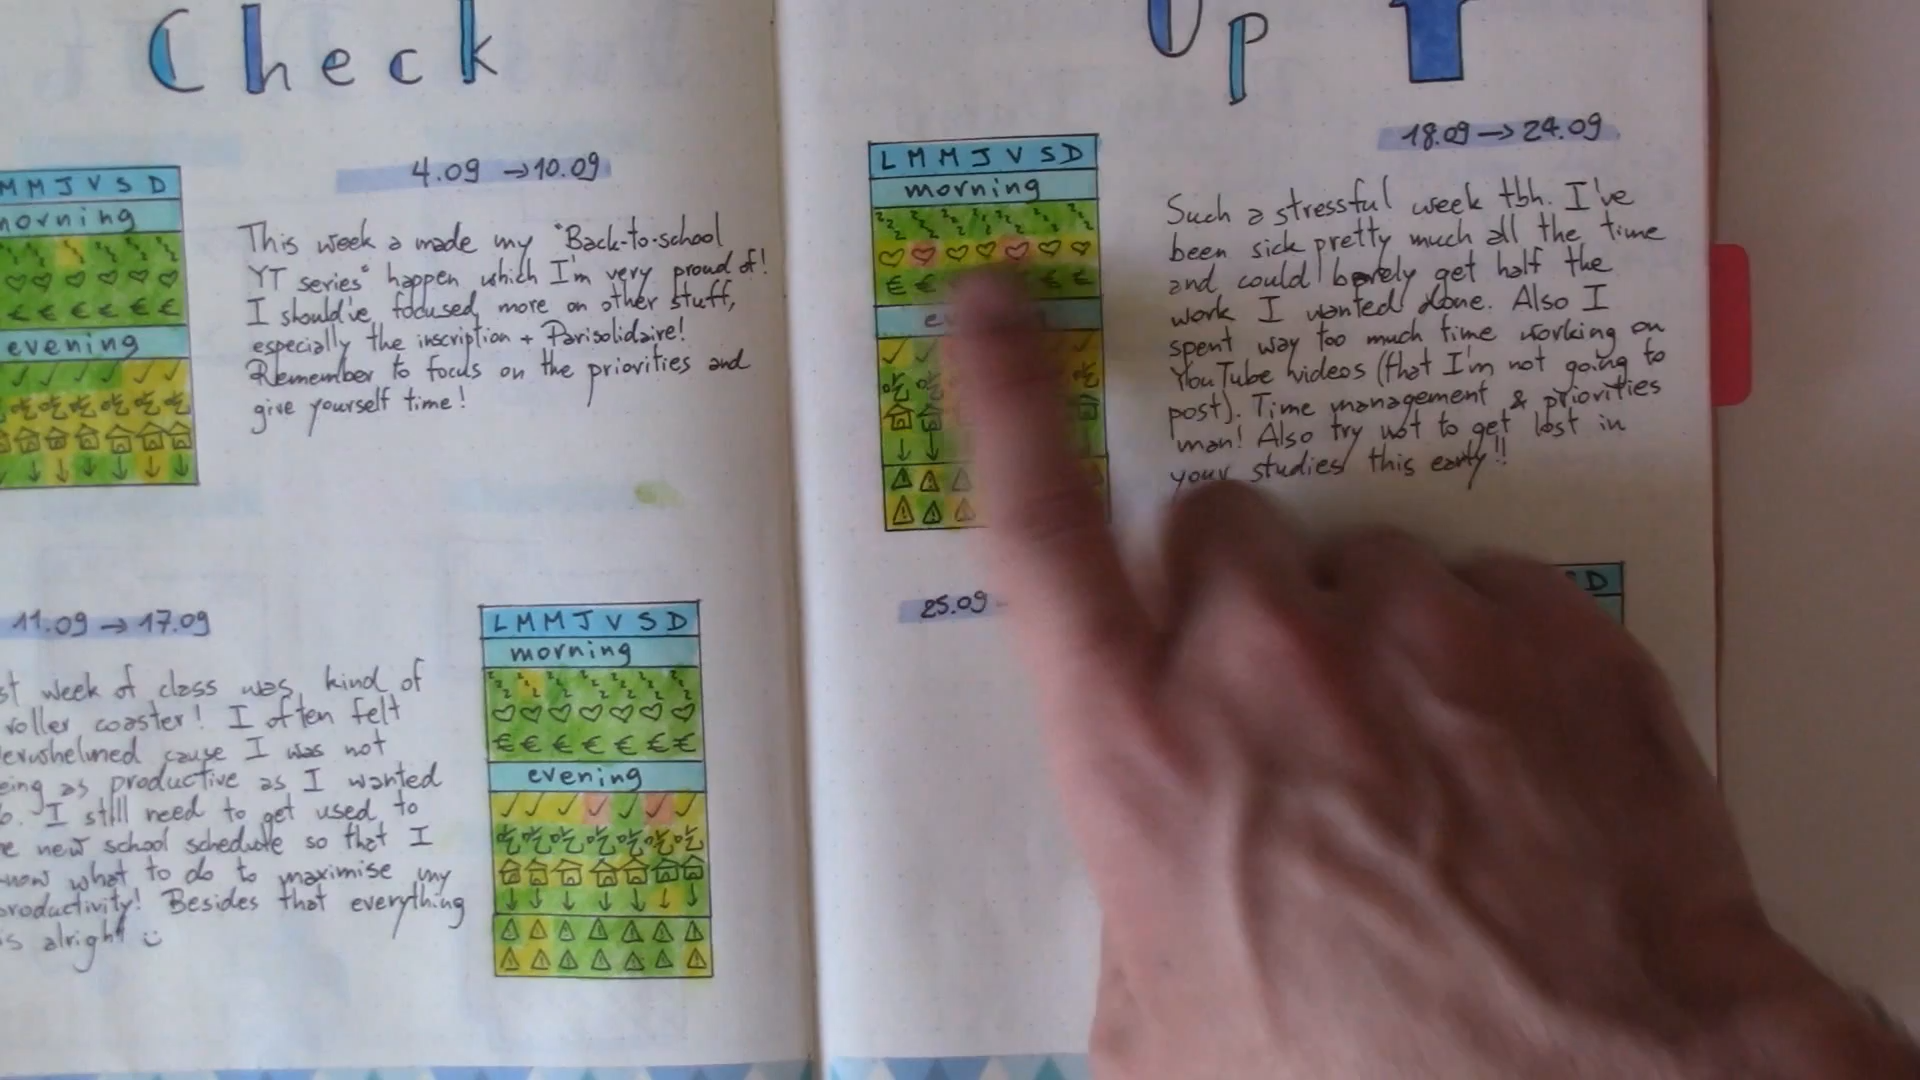 Check Up
4.09 → 10.09
M M J V S D
morning
€ € € € € €
evening
This week a made my "Back-to-school
YT series" happen which I'm very proud of!
I should've focused more on other stuff,
especially the inscription + Parisolidaire!
Remember to focus on the priorities and
give yourself time!
11.09 → 17.09
week of class was kind of
roller coaster! I often felt
cause I was not
as productive as I wanted
I still need to get used to
new school schedule so that I
what to do to maximise my
productivity! Besides that everything
is alright
L M M J V S D
morning
€ € € € € € €
evening
18.09 → 24.09
L M M J V S D
morning
€ € € €
Such a stressful week tbh. I've
been sick pretty much all the time
and could barely get half the
work I wanted done. Also I
spent way too much time working on
YouTube videos (that I'm not going to
post). Time management & priorities
man! Also try not to get lost in
your studies this early!!
25.09
D